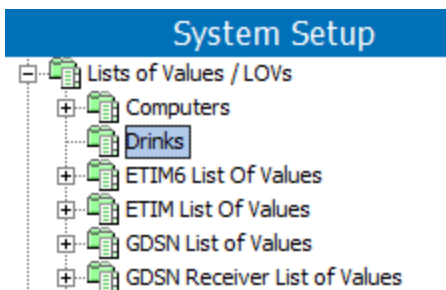 System Setup
Lists of Values / LOVs
Computers
Drinks
ETIM6 List Of Values
ETIM List Of Values
GDSN List of Values
GDSN Receiver List of Values